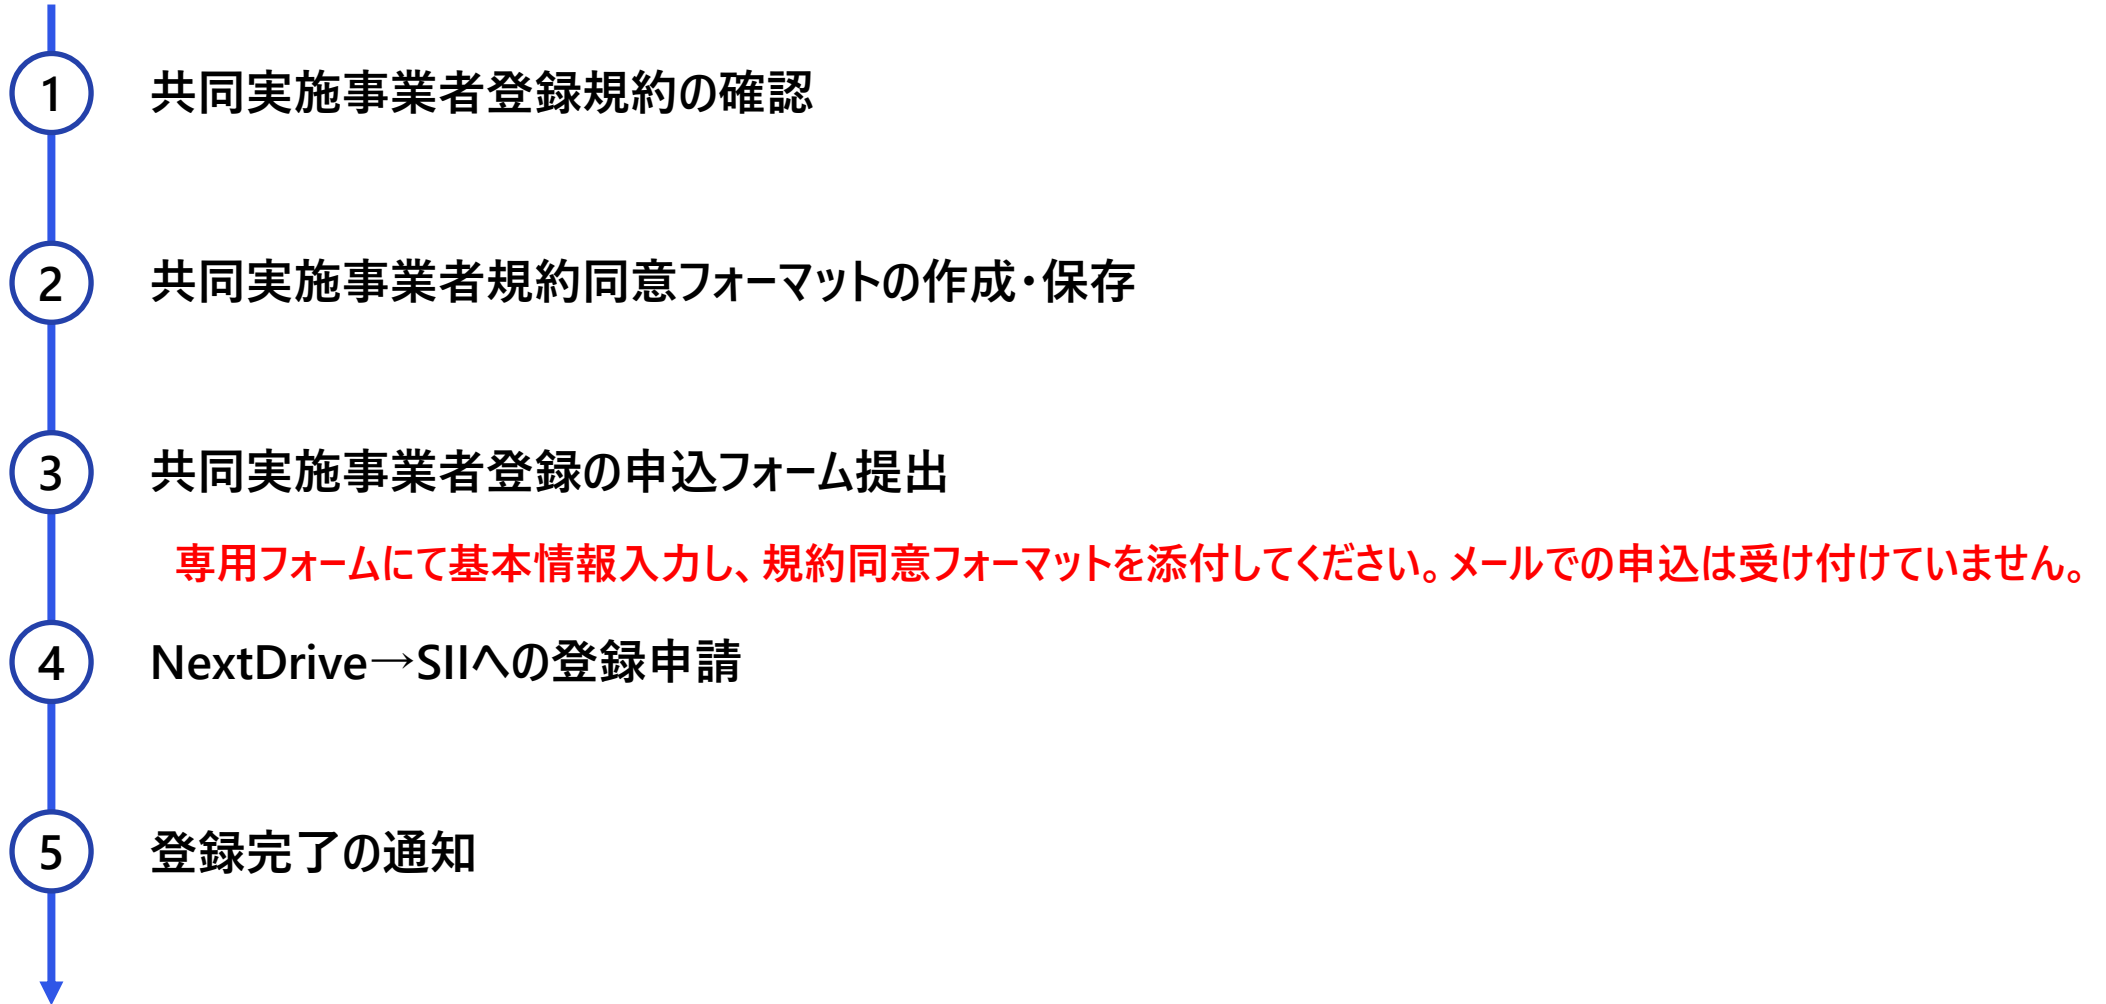 1
共同実施事業者登録規約の確認
2
共同実施事業者規約同意フォーマットの作成・保存
3
共同実施事業者登録の申込フォーム提出
専用フォームにて基本情報入力し、規約同意フォーマットを添付してください。メールでの申込は受け付けていません。
4
NextDrive→SIIへの登録申請
5
登録完了の通知